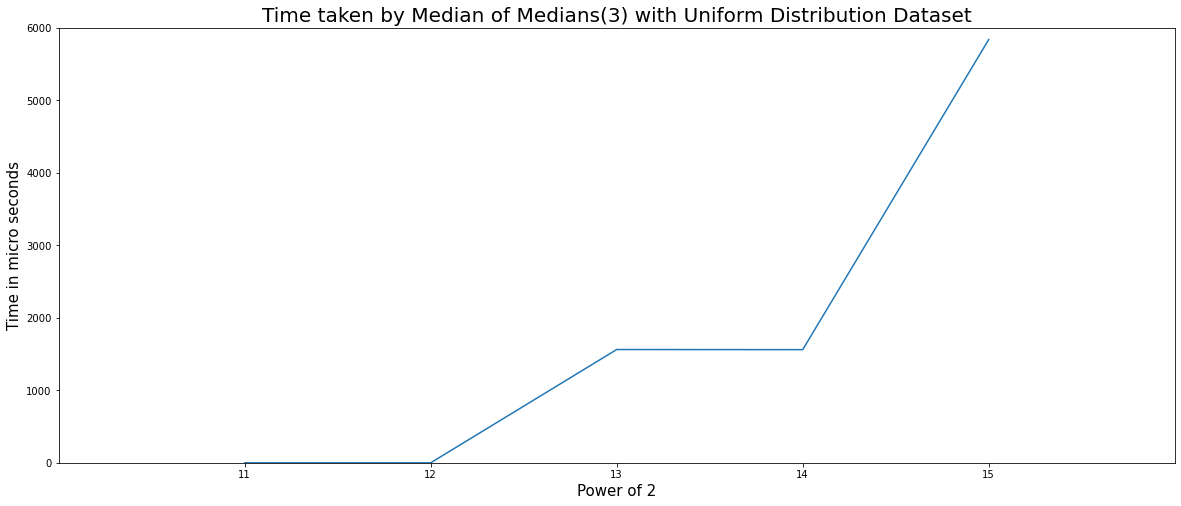 Time taken by Median of Medians(3) with Uniform Distribution Dataset
6000
5000
4000
3000
2000
1000
0
Time in micro seconds
11 12 13 14 15
Power of 2